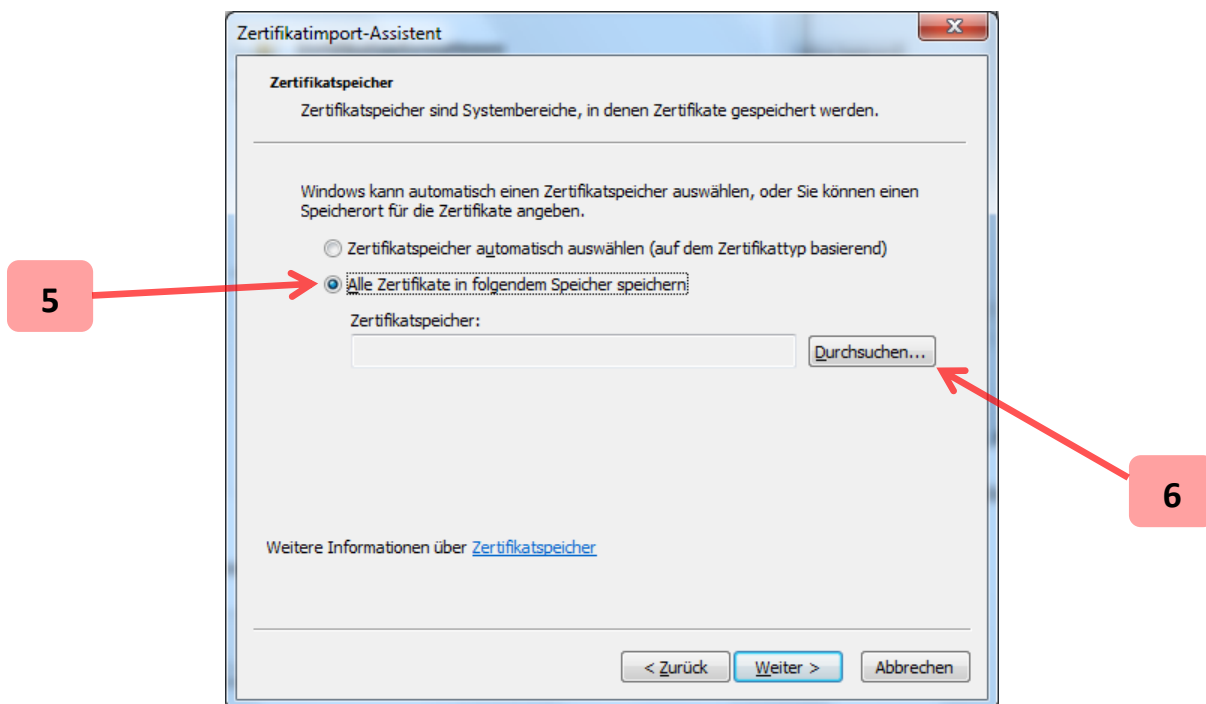 Zertifikatimport-Assistent
Zertifikatspeicher
Zertifikatspeicher sind Systembereiche, in denen Zertifikate gespeichert werden.
Windows kann automatisch einen Zertifikatspeicher auswählen, oder Sie können einen
Speicherort für die Zertifikate angeben.
Zertifikatspeicher automatisch auswählen (auf dem Zertifikattyp basierend)
5
Alle Zertifikate in folgendem Speicher speichern
Zertifikatspeicher:
Durchsuchen...
6
Weitere Informationen über Zertifikatspeicher
< Zurück
Weiter >
Abbrechen